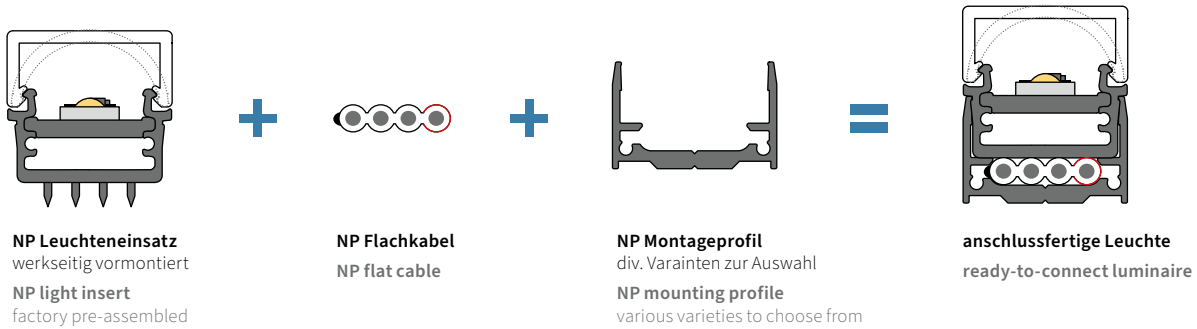 NP Leuchteneinsatz
werkseitig vormontiert
NP light insert
factory pre-assembled
NP Flachkabel
NP flat cable
NP Montageprofil
div. Varainten zur Auswahl
NP mounting profile
various varieties to choose from
anschlussfertige Leuchte
ready-to-connect luminaire